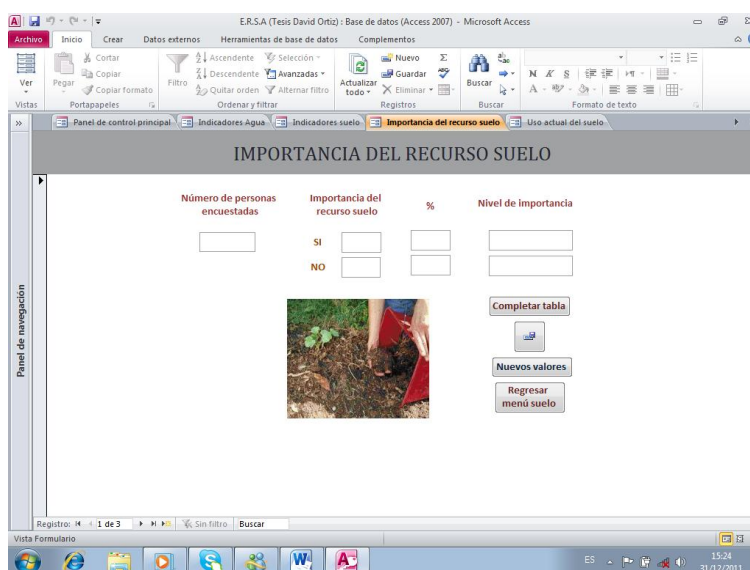 E.R.S.A (Tesis David Ortiz) : Base de datos (Access 2007) - Microsoft Access
Archivo Inicio Crear Datos externos Herramientas de base de datos Complementos
Ver
Vistas
Pegar
Cortar
Copiar
Copiar formato
Portapapeles
Filtro
Ascendente Selección
Descendente Avanzadas
Quitar orden Alternar filtro
Ordenar y filtrar
Actualizar todo
Nuevo Σ
Guardar
Eliminar
Registros
Buscar
Buscar
N K S
A
Formato de texto
Panel de control principal Indicadores Agua Indicadores suelo Importancia del recurso suelo Uso actual del suelo
IMPORTANCIA DEL RECURSO SUELO
Número de personas
encuestadas
Importancia del
recurso suelo
%
Nivel de importancia
SI
NO
Completar tabla
Nuevos valores
Regresar
menú suelo
Panel de navegación
Registro: 1 de 3 Sin filtro Buscar
Vista Formulario
ES 15:24
31/12/2011